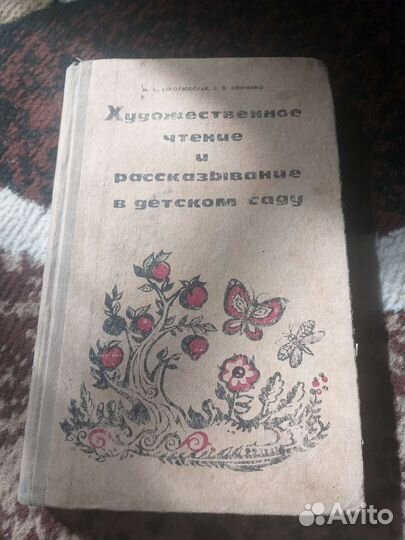 М. К. БОГОЛЮБСКАЯ, В. В. ШЕВЧЕНКО
Художественное
чтение
и
рассказывание
в детском саду
Avito